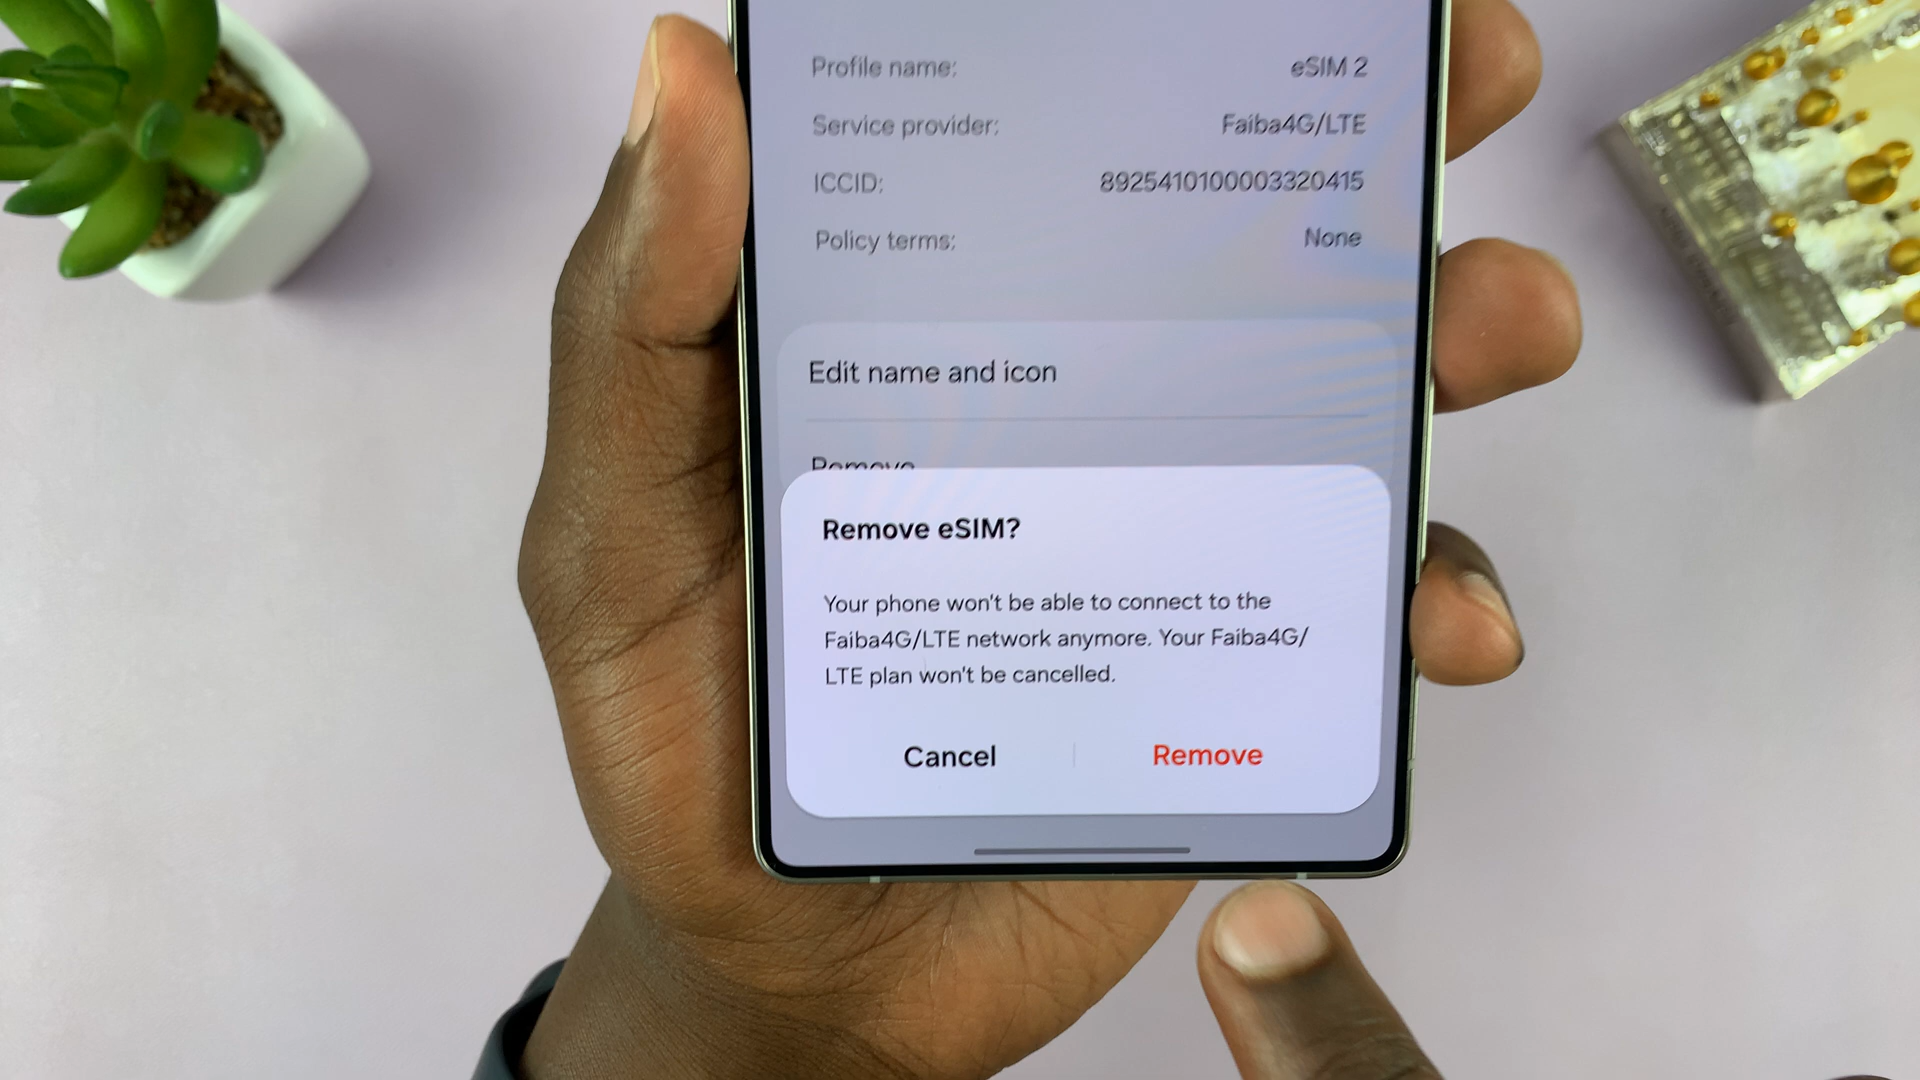 Profile name: eSIM 2
Service provider: Faiba4G/LTE
ICCID: 8925410100003320415
Policy terms: None
Edit name and icon
Remove
Remove eSIM?
Your phone won't be able to connect to the
Faiba4G/LTE network anymore. Your Faiba4G/
LTE plan won't be cancelled.
Cancel Remove